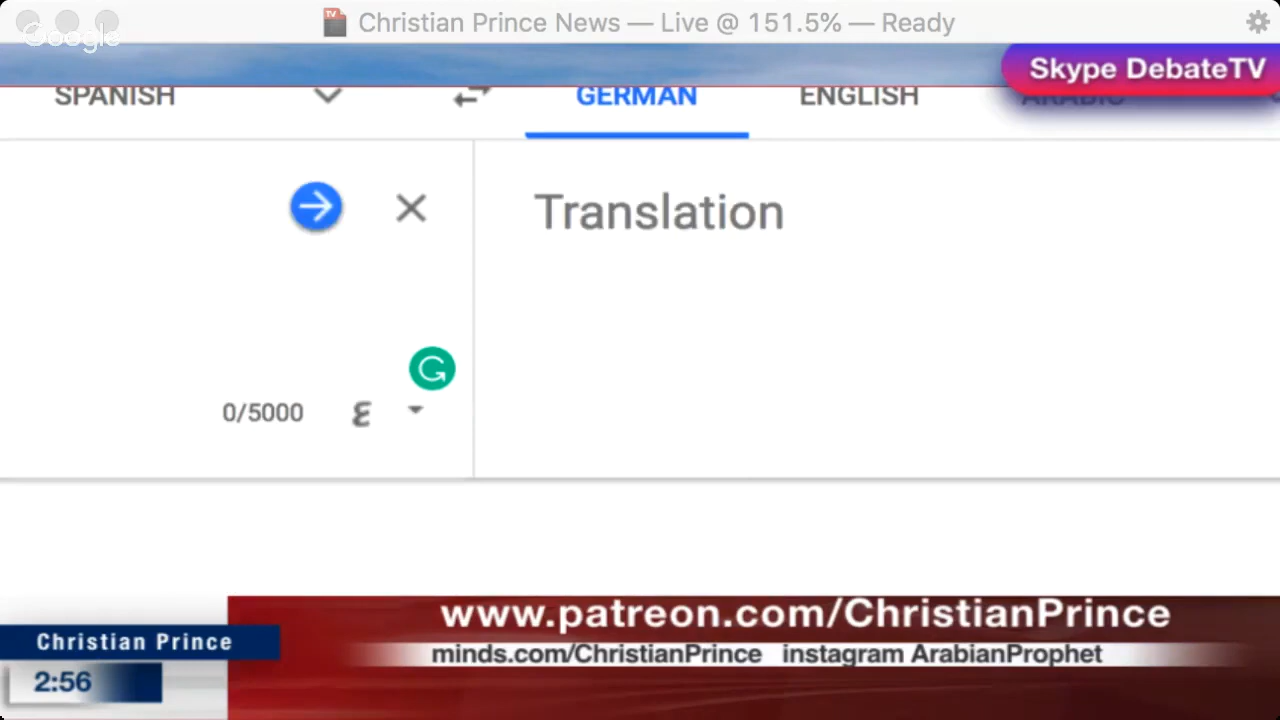 Christian Prince News — Live @ 151.5% — Ready
Google
Skype DebateTV
SPANISH GERMAN ENGLISH ARABIC
Translation
0/5000 ع
www.patreon.com/ChristianPrince
Christian Prince
minds.com/ChristianPrince instagram ArabianProphet
2:56